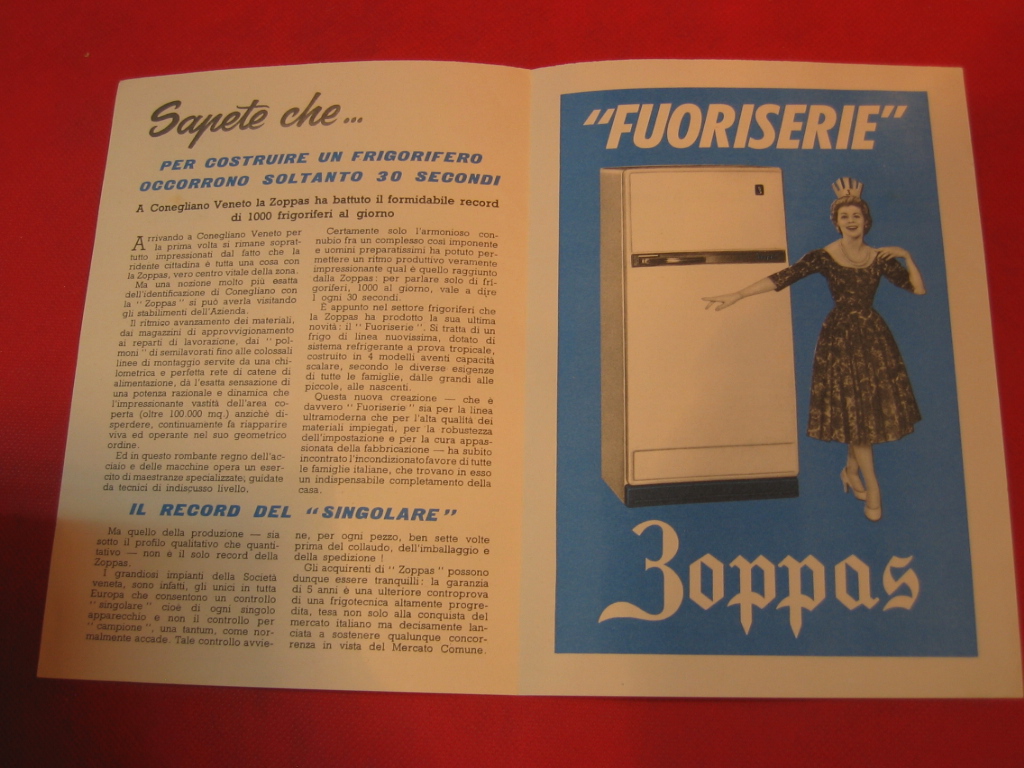 Sapete che...
PER COSTRUIRE UN FRIGORIFERO
OCCORRONO SOLTANTO 30 SECONDI
A Conegliano Veneto la Zoppas ha battuto il formidabile record
di 1000 frigoriferi al giorno
Arrivando a Conegliano Veneto per
la prima volta si rimane soprat-
tutto impressionati dal fatto che la
ridente cittadina è tutta una cosa con
la Zoppas, vero centro vitale della zona.
Ma una nozione molto più esatta
dell'identificazione di Conegliano con
la " Zoppas " si può averla visitando
gli stabilimenti dell'Azienda.
Il ritmico avanzamento dei materiali,
dai magazzini di approvvigionamento
ai reparti di lavorazione, dai " pol-
moni " di semilavorati fino alle colossali
linee di montaggio servite da una chi-
lometrica e perfetta rete di catene di
alimentazione, dà l'esatta sensazione di
una potenza razionale e dinamica che
l'impressionante vastità dell'area co-
perta (oltre 100.000 mq.) anziché di-
sperdere, continuamente fa riapparire
viva ed operante nel suo geometrico
ordine.
Ed in questo rombante regno dell'ac-
ciaio e delle macchine opera un eser-
cito di maestranze specializzate, guidate
da tecnici di indiscusso livello.
Certamente solo l'armonioso con-
nubio fra un complesso così imponente
e uomini preparatissimi ha potuto per-
mettere un ritmo produttivo veramente
impressionante qual è quello raggiunto
dalla Zoppas: per parlare solo di fri-
goriferi, 1000 al giorno, vale a dire
1 ogni 30 secondi.
È appunto nel settore frigoriferi che
la Zoppas ha prodotto la sua ultima
novità: il " Fuoriserie ". Si tratta di un
frigo di linea nuovissima, dotato di
sistema refrigerante a prova tropicale,
costruito in 4 modelli aventi capacità
scalare, secondo le diverse esigenze
di tutte le famiglie, dalle grandi alle
piccole, alle nascenti.
Questa nuova creazione — che è
davvero " Fuoriserie " sia per la linea
ultramoderna che per l'alta qualità dei
materiali impiegati, per la robustezza
dell'impostazione e per la cura appas-
sionata della fabbricazione — ha subito
incontrato l'incondizionato favore di tutte
le famiglie italiane, che trovano in esso
un indispensabile completamento della
casa.
IL RECORD DEL "SINGOLARE"
Ma quello della produzione — sia
sotto il profilo qualitativo che quanti-
tativo — non è il solo record della
Zoppas.
I grandiosi impianti della Società
veneta, sono infatti, gli unici in tutta
Europa che consentono un controllo
" singolare " cioè di ogni singolo
apparecchio e non il controllo per
" campione ", una tantum, come nor-
malmente accade. Tale controllo avvie-
ne, per ogni pezzo, ben sette volte
prima del collaudo, dell'imballaggio e
della spedizione !
Gli acquirenti di " Zoppas " possono
dunque essere tranquilli: la garanzia
di 5 anni è una ulteriore controprova
di una frigotecnica altamente progre-
dita, tesa non solo alla conquista del
mercato italiano ma decisamente lan-
ciata a sostenere qualunque concor-
renza in vista del Mercato Comune.
"FUORISERIE"
Zoppas